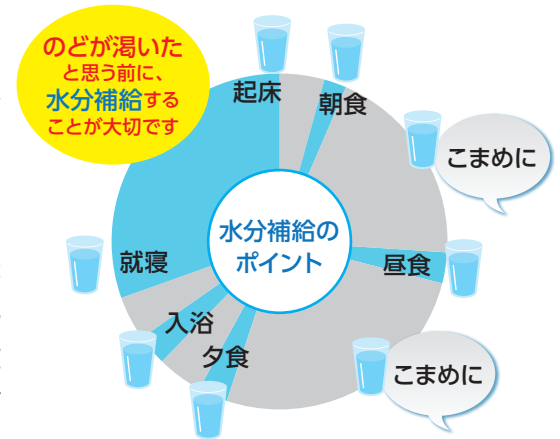 のどが渇いた
と思う前に、
水分補給する
ことが大切です
起床
朝食
こまめに
水分補給の
ポイント
昼食
就寝
入浴
夕食
こまめに